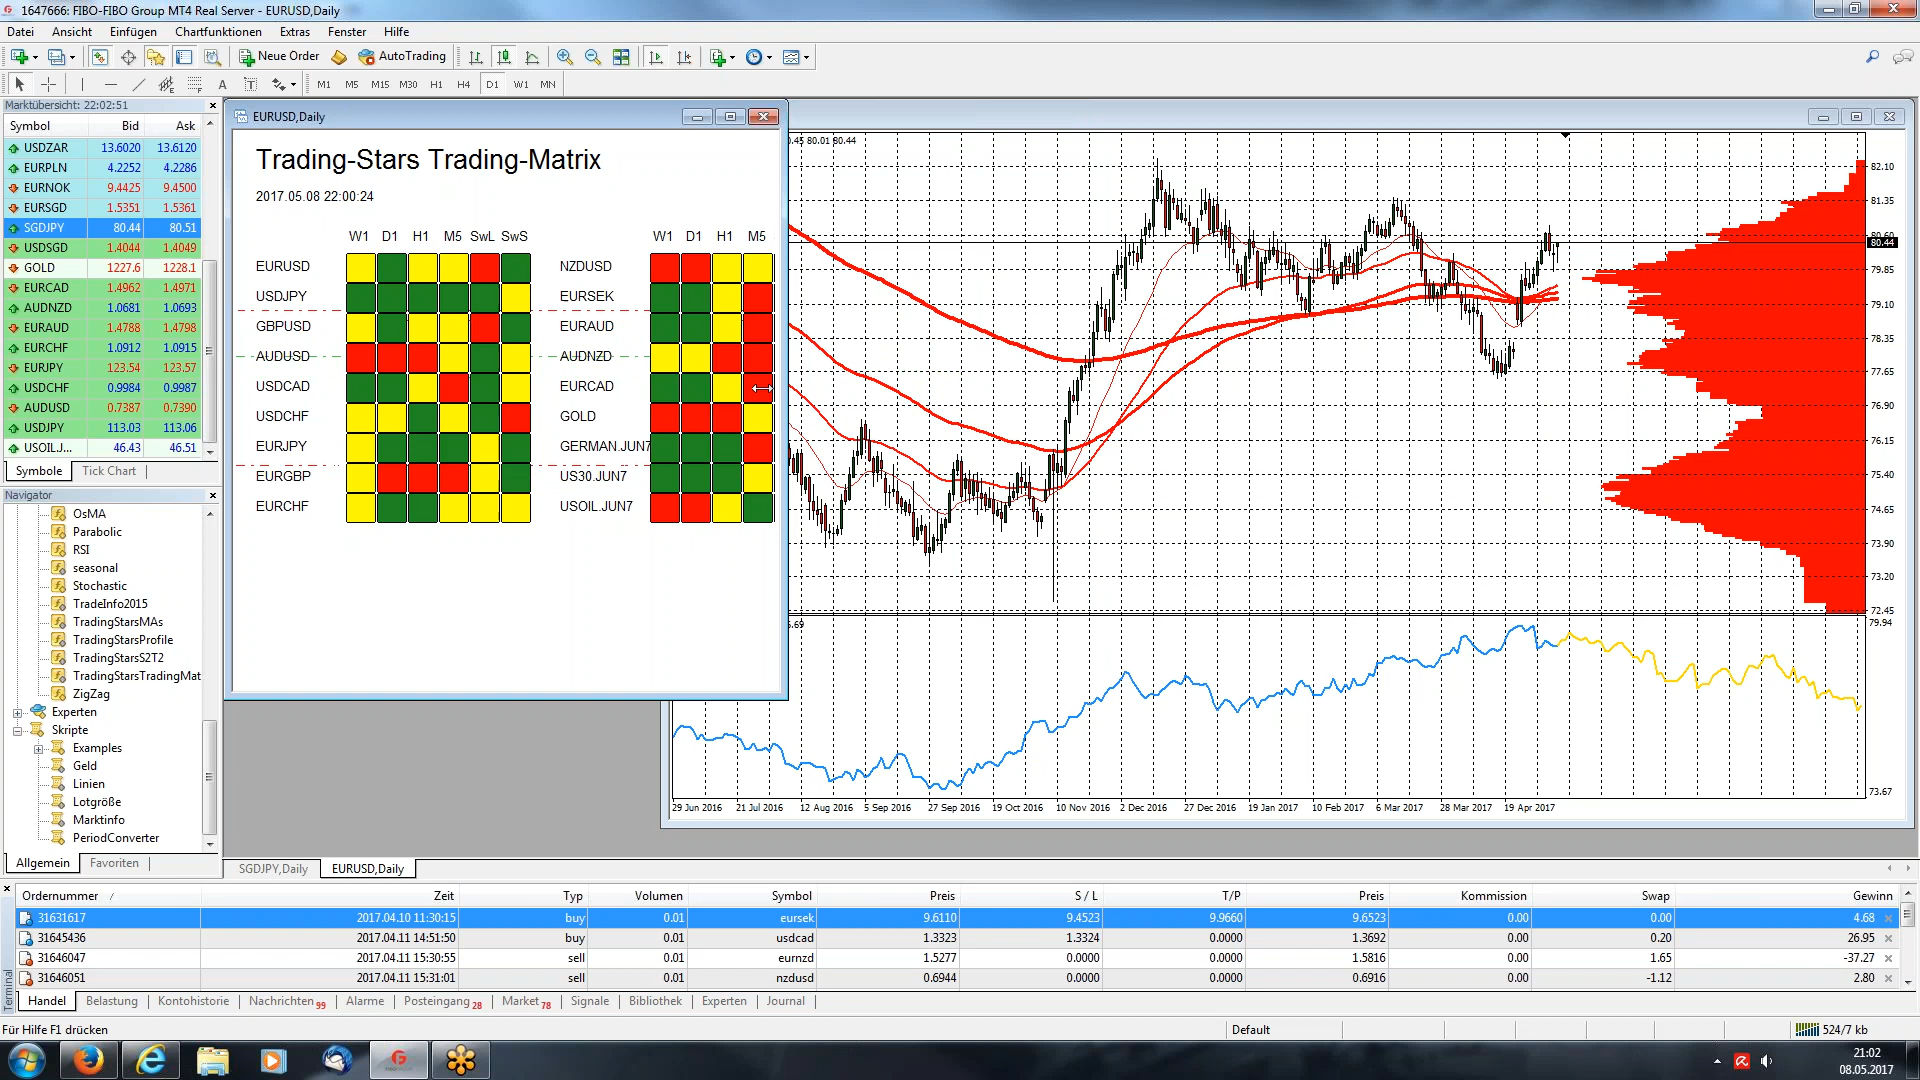 1647666: FIBO-FIBO Group MT4 Real Server - EURUSD,Daily
Datei Ansicht Einfügen Chartfunktionen Extras Fenster Hilfe
Neue Order AutoTrading
A T M1 M5 M15 M30 H1 H4 D1 W1 MN
Marktübersicht: 22:02:51
Symbol Bid Ask
USDZAR 13.6020 13.6120
EURPLN 4.2252 4.2286
EURNOK 9.4425 9.4500
EURSGD 1.5351 1.5361
SGDJPY 80.44 80.51
USDSGD 1.4044 1.4049
GOLD 1227.6 1228.1
EURCAD 1.4962 1.4971
AUDNZD 1.0681 1.0693
EURAUD 1.4788 1.4798
EURCHF 1.0912 1.0915
EURJPY 123.54 123.57
USDCHF 0.9984 0.9987
AUDUSD 0.7387 0.7390
USDJPY 113.03 113.06
USOILJ... 46.43 46.51
Symbole Tick Chart
Navigator
OsMA
Parabolic
RSI
seasonal
Stochastic
TradeInfo2015
TradingStarsMAs
TradingStarsProfile
TradingStarsS2T2
TradingStarsTradingMat
ZigZag
Experten
Skripte
Examples
Geld
Linien
Lotgröße
Marktinfo
PeriodConverter
Allgemein Favoriten
EURUSD,Daily
Trading-Stars Trading-Matrix
2017.05.08 22:00:24
W1 D1 H1 M5 SwL SwS W1 D1 H1 M5
EURUSD NZDUSD
USDJPY EURSEK
GBPUSD EURAUD
AUDUSD AUDNZD
USDCAD EURCAD
USDCHF GOLD
EURJPY GERMAN.JUN7
EURGBP US30.JUN7
EURCHF USOIL.JUN7
80.01 80.44
82.10
81.35
80.60
80.44
79.85
79.10
78.35
77.65
76.90
76.15
75.40
74.65
73.90
73.20
72.45
79.94
73.67
29 Jun 2016 21 Jul 2016 12 Aug 2016 5 Sep 2016 27 Sep 2016 19 Oct 2016 10 Nov 2016 2 Dec 2016 27 Dec 2016 19 Jan 2017 10 Feb 2017 6 Mar 2017 28 Mar 2017 19 Apr 2017
SGDJPY,Daily EURUSD,Daily
Ordernummer / Zeit Typ Volumen Symbol Preis S / L T/P Preis Kommission Swap Gewinn
31631617 2017.04.10 11:30:15 buy 0.01 eursek 9.6110 9.4523 9.9660 9.6523 0.00 0.00 4.68
31645436 2017.04.11 14:51:50 buy 0.01 usdcad 1.3323 1.3324 0.0000 1.3692 0.00 0.20 26.95
31646047 2017.04.11 15:30:55 sell 0.01 eurnzd 1.5277 0.0000 0.0000 1.5816 0.00 1.65 -37.27
31646051 2017.04.11 15:31:01 sell 0.01 nzdusd 0.6944 0.0000 0.0000 0.6916 0.00 -1.12 2.80
Terminal
Handel Belastung Kontohistorie Nachrichten 99 Alarme Posteingang 28 Market 78 Signale Bibliothek Experten Journal
Für Hilfe F1 drücken Default 524/7 kb
21:02
08.05.2017